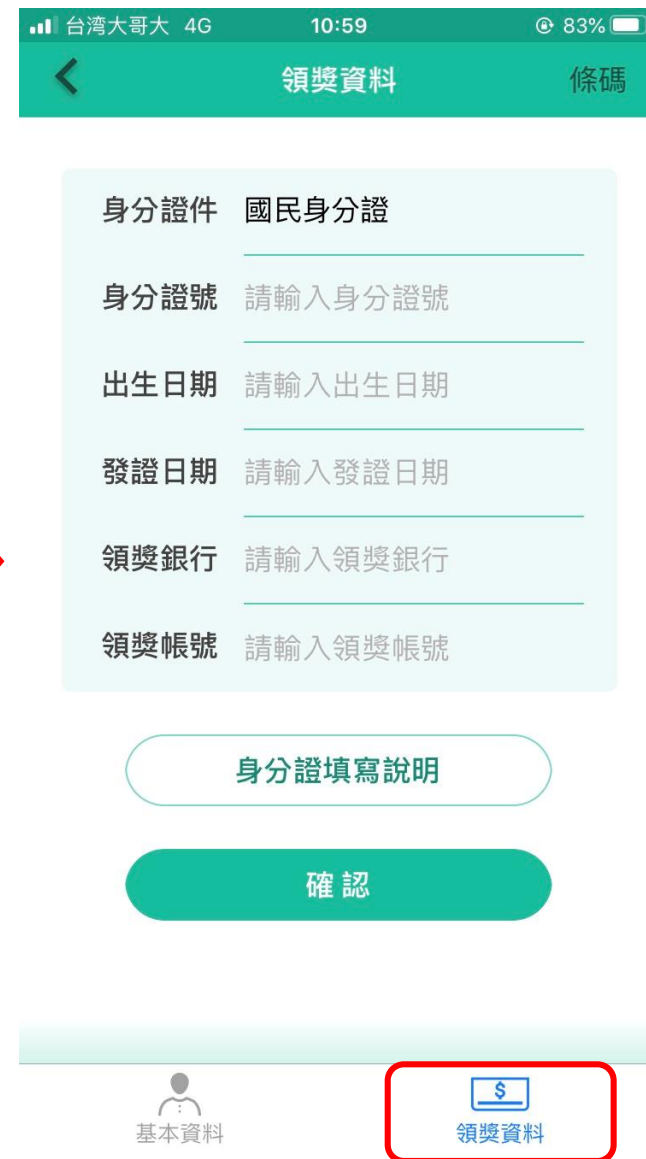 台湾大哥大 4G 10:59 83%
領獎資料 條碼
身分證件 國民身分證
身分證號 請輸入身分證號
出生日期 請輸入出生日期
發證日期 請輸入發證日期
領獎銀行 請輸入領獎銀行
領獎帳號 請輸入領獎帳號
身分證填寫說明
確認
$
基本資料 領獎資料